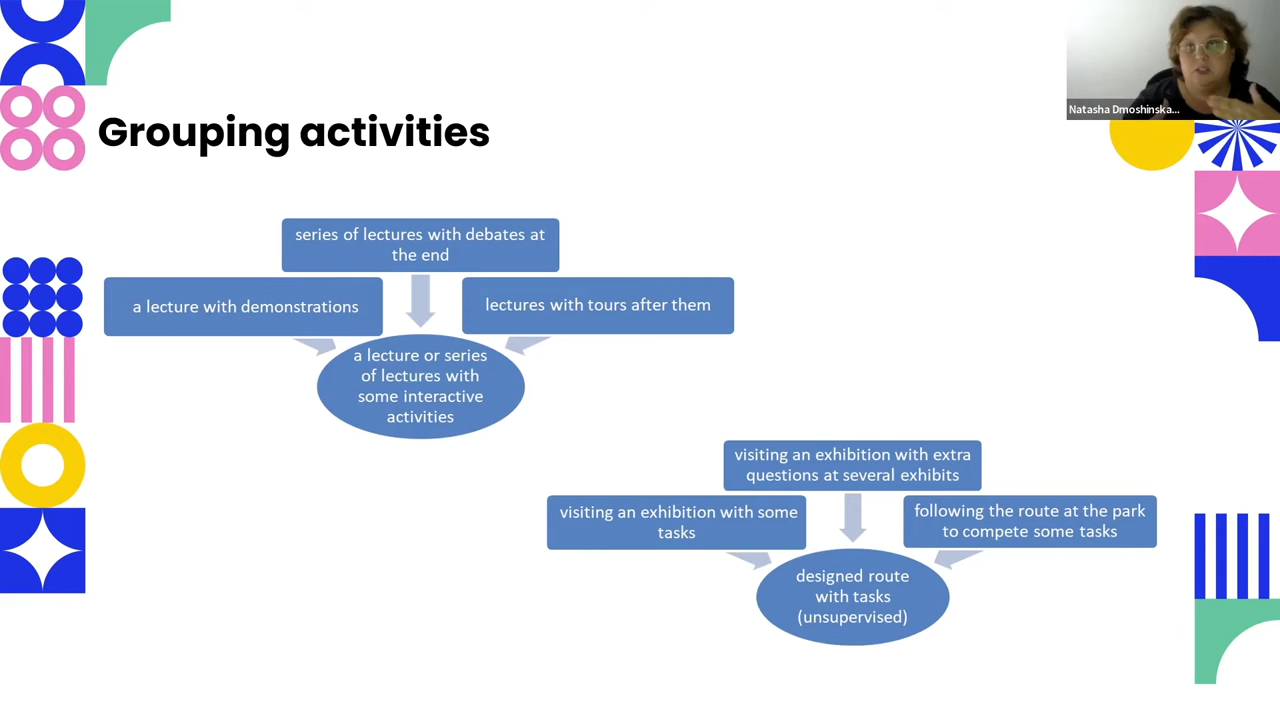 Natasha Dmoshinska...
Grouping activities
series of lectures with debates at
the end
a lecture with demonstrations
lectures with tours after them
a lecture or series
of lectures with
some interactive
activities
visiting an exhibition with extra
questions at several exhibits
visiting an exhibition with some
tasks
following the route at the park
to compete some tasks
designed route
with tasks
(unsupervised)